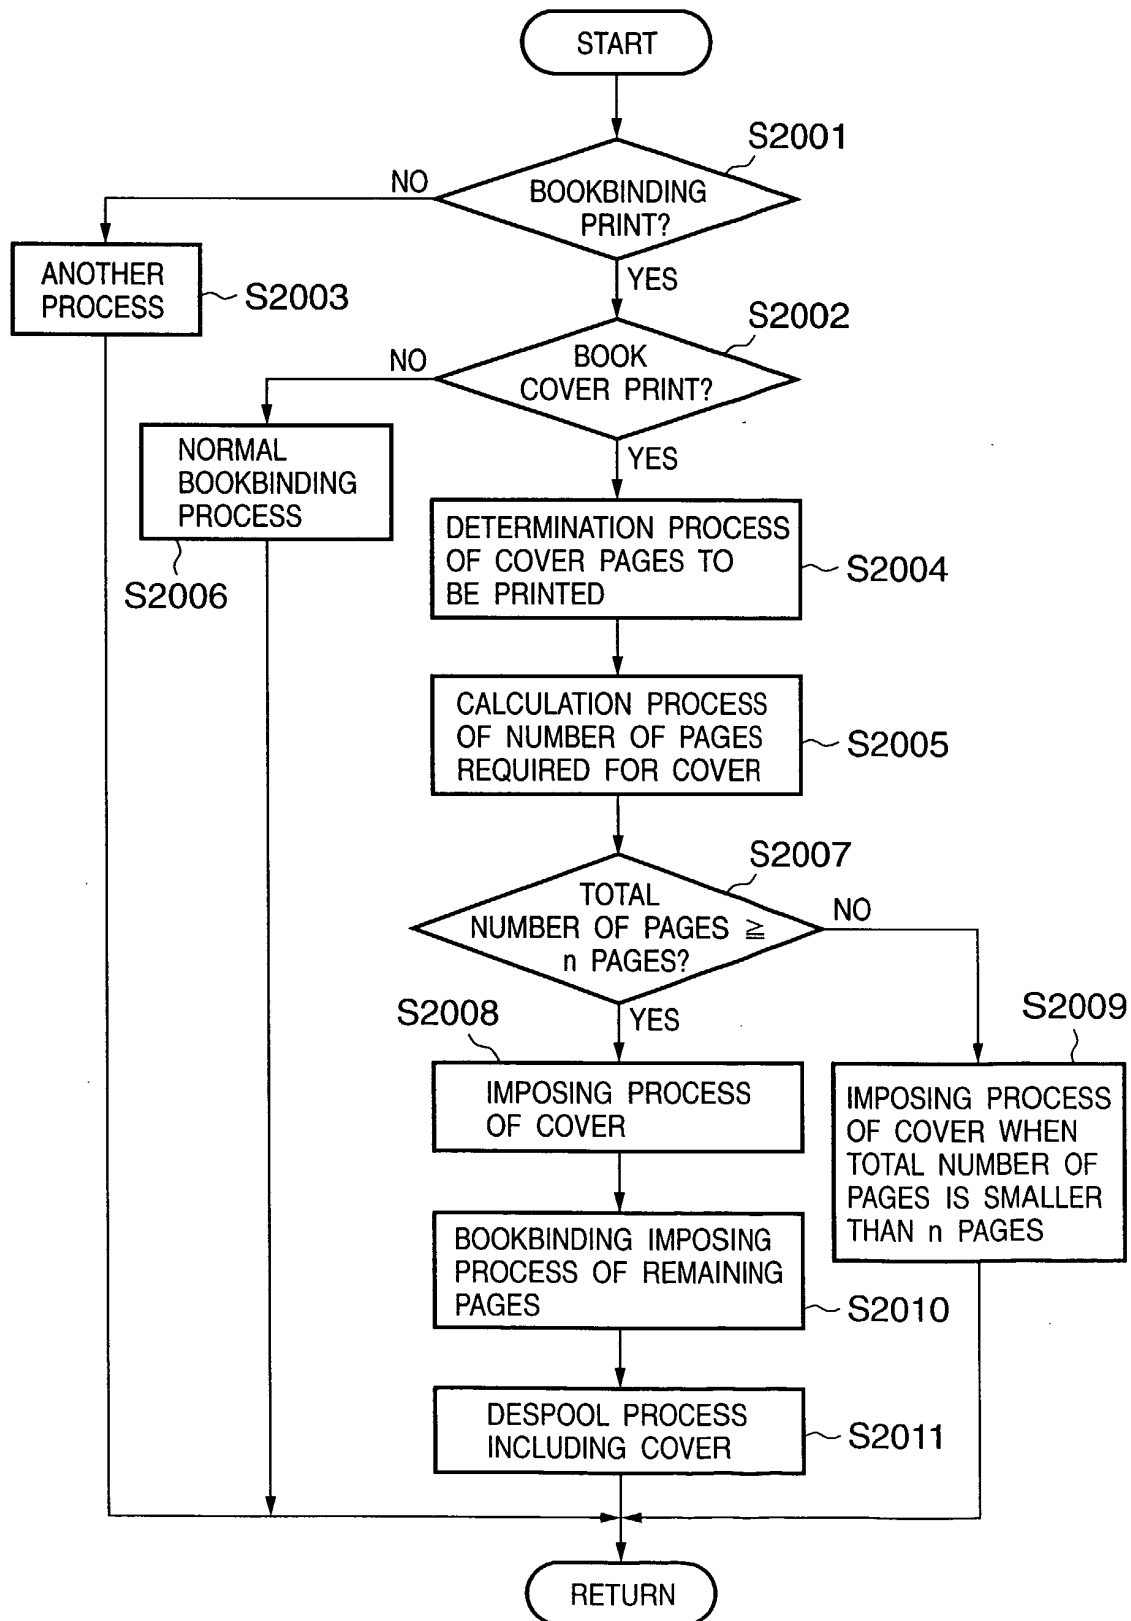 START
S2001
NO
BOOKBINDING
PRINT?
YES
ANOTHER
PROCESS
S2003
S2002
NO
BOOK
COVER PRINT?
YES
NORMAL
BOOKBINDING
PROCESS
S2006
DETERMINATION PROCESS
OF COVER PAGES TO
BE PRINTED
S2004
CALCULATION PROCESS
OF NUMBER OF PAGES
REQUIRED FOR COVER
S2005
S2007
TOTAL
NUMBER OF PAGES ≧
n PAGES?
NO
YES
S2008
IMPOSING PROCESS
OF COVER
S2009
IMPOSING PROCESS
OF COVER WHEN
TOTAL NUMBER OF
PAGES IS SMALLER
THAN n PAGES
BOOKBINDING IMPOSING
PROCESS OF REMAINING
PAGES
S2010
DESPOOL PROCESS
INCLUDING COVER
S2011
RETURN